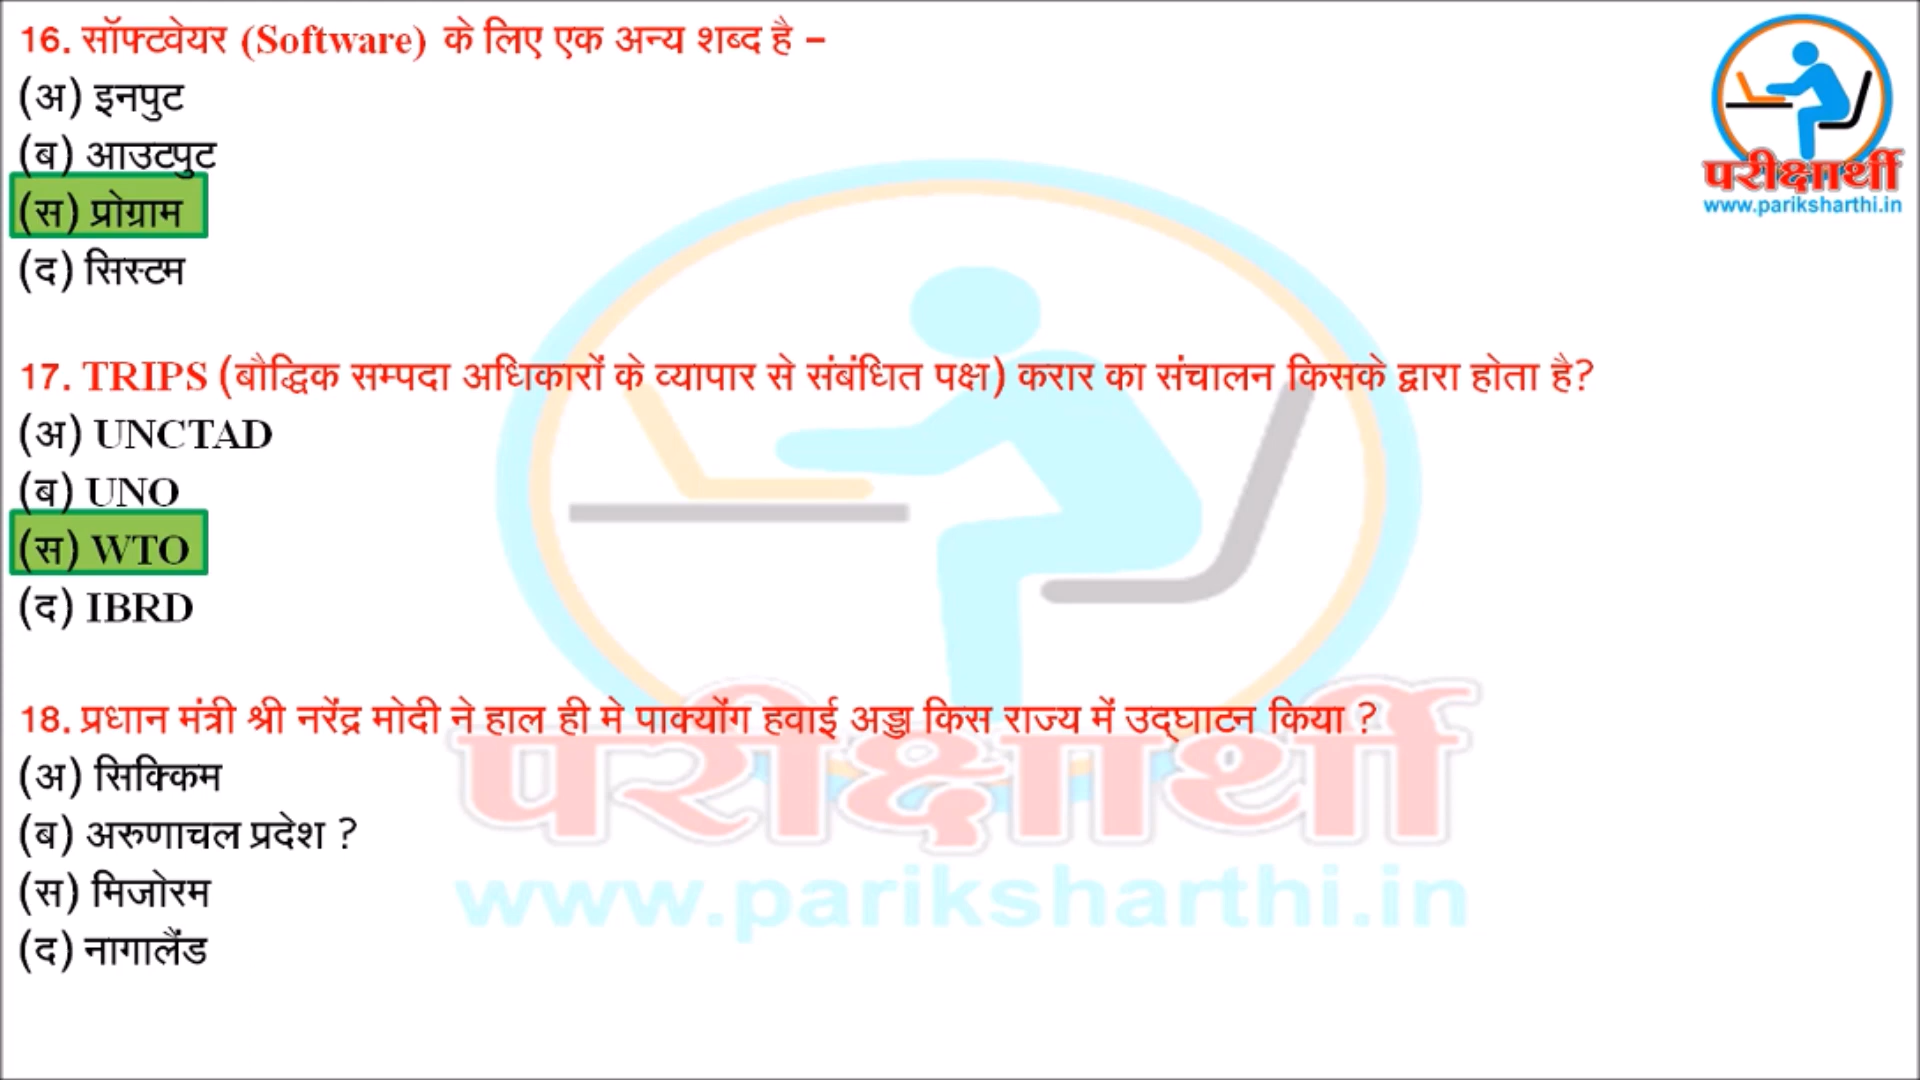 16. सॉफ्टवेयर (Software) के लिए एक अन्य शब्द है –
(अ) इनपुट
(ब) आउटपुट
(स) प्रोग्राम
(द) सिस्टम
परीक्षार्थी
www.pariksharthi.in
17. TRIPS (बौद्धिक सम्पदा अधिकारों के व्यापार से संबंधित पक्ष) करार का संचालन किसके द्वारा होता है?
(अ) UNCTAD
(ब) UNO
(स) WTO
(द) IBRD
18. प्रधान मंत्री श्री नरेंद्र मोदी ने हाल ही मे पाक्योंग हवाई अड्डा किस राज्य में उद्घाटन किया ?
(अ) सिक्किम
(ब) अरुणाचल प्रदेश ?
(स) मिजोरम
(द) नागालैंड
परीक्षार्थी
www.pariksharthi.in